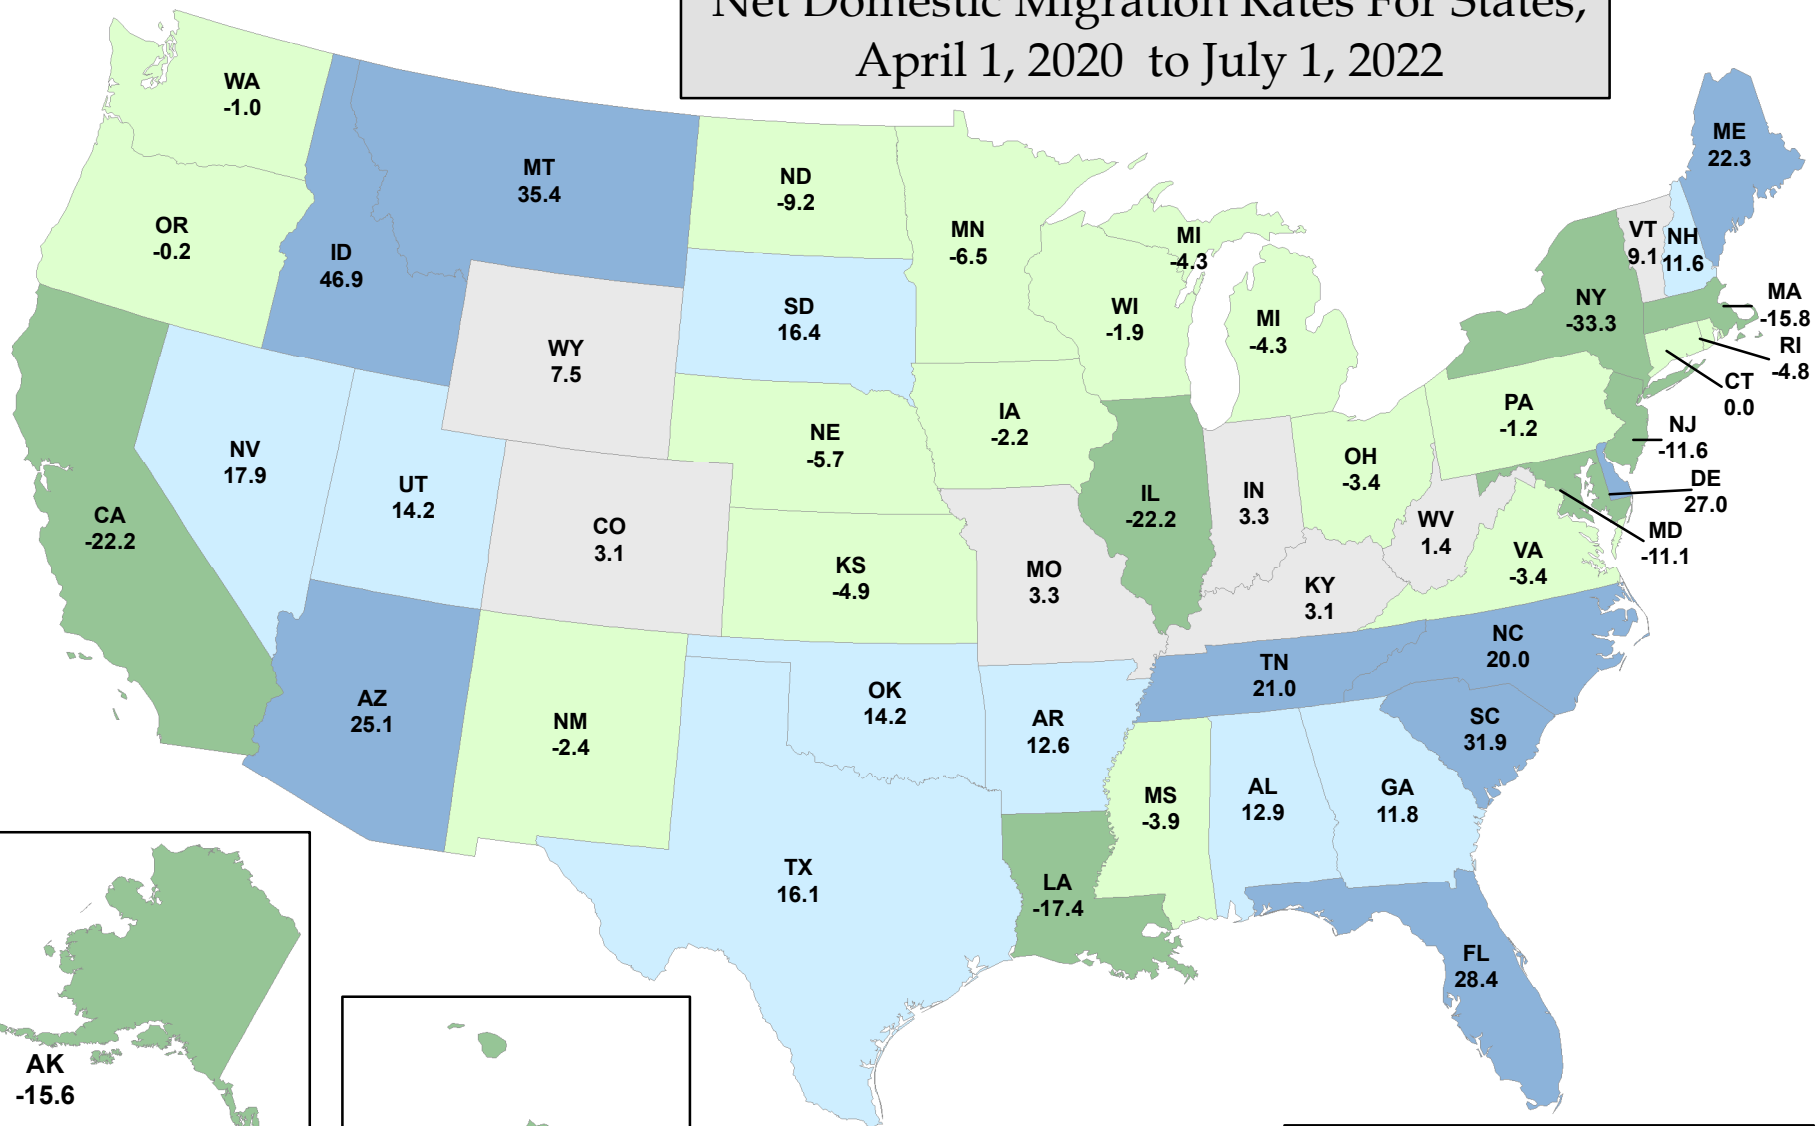 Net Domestic Migration Rates For States,
April 1, 2020 to July 1, 2022
WA
-1.0
OR
-0.2
ID
46.9
MT
35.4
ND
-9.2
MN
-6.5
MI
-4.3
WI
-1.9
MI
-4.3
ME
22.3
VT
9.1
NH
11.6
NY
-33.3
MA
-15.8
RI
-4.8
CT
0.0
NJ
-11.6
DE
27.0
MD
-11.1
PA
-1.2
SD
16.4
WY
7.5
NE
-5.7
IA
-2.2
IL
-22.2
IN
3.3
OH
-3.4
WV
1.4
VA
-3.4
KY
3.1
NV
17.9
UT
14.2
CA
-22.2
CO
3.1
KS
-4.9
MO
3.3
NC
20.0
TN
21.0
SC
31.9
AZ
25.1
NM
-2.4
OK
14.2
AR
12.6
MS
-3.9
AL
12.9
GA
11.8
TX
16.1
LA
-17.4
FL
28.4
AK
-15.6